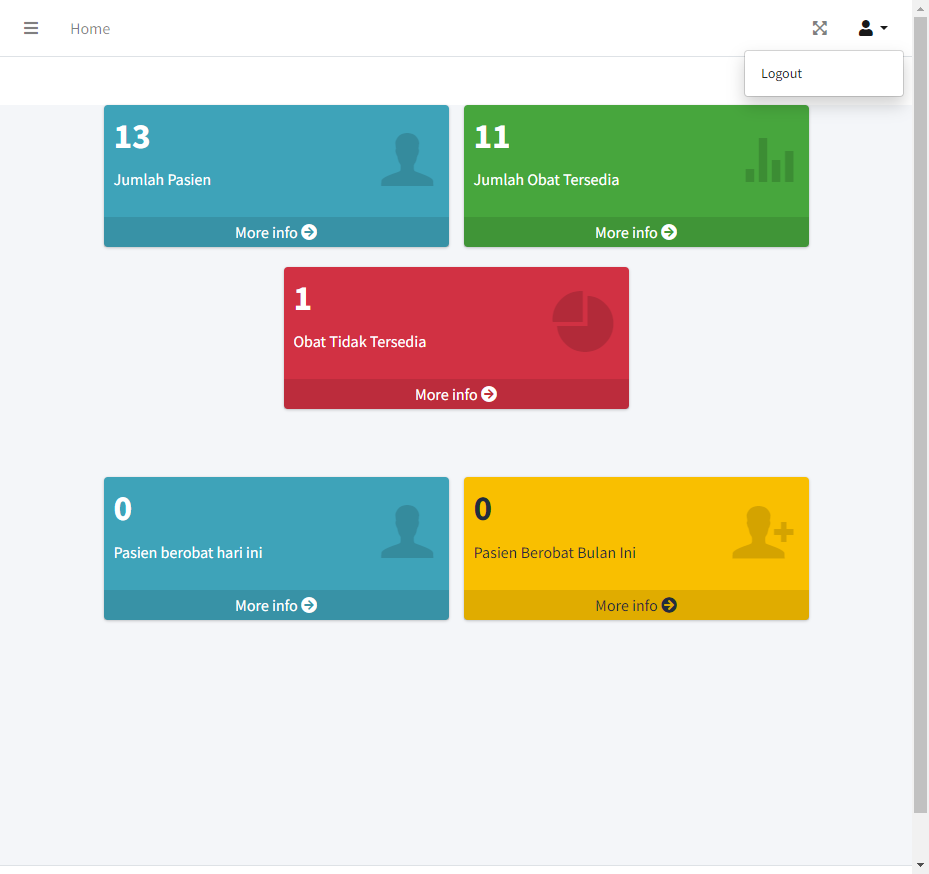 Home
Logout
13
Jumlah Pasien
More info
11
Jumlah Obat Tersedia
More info
1
Obat Tidak Tersedia
More info
0
Pasien berobat hari ini
More info
0
Pasien Berobat Bulan Ini
More info